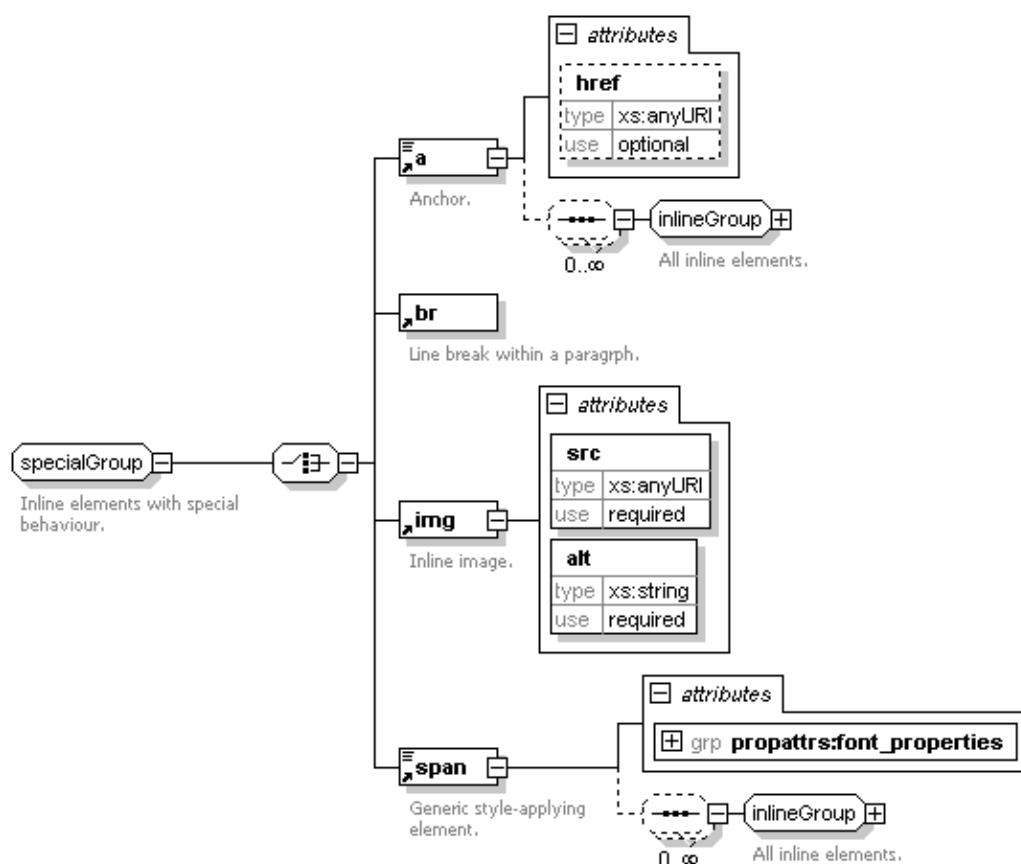 attributes
href
type xs:anyURI
use optional
a
Anchor.
inlineGroup
0..∞
All inline elements.
br
Line break within a paragrph.
attributes
src
type xs:anyURI
use required
alt
type xs:string
use required
specialGroup
Inline elements with special
behaviour.
img
Inline image.
attributes
grp propattrs:font_properties
span
Generic style-applying
element.
inlineGroup
0..∞
All inline elements.